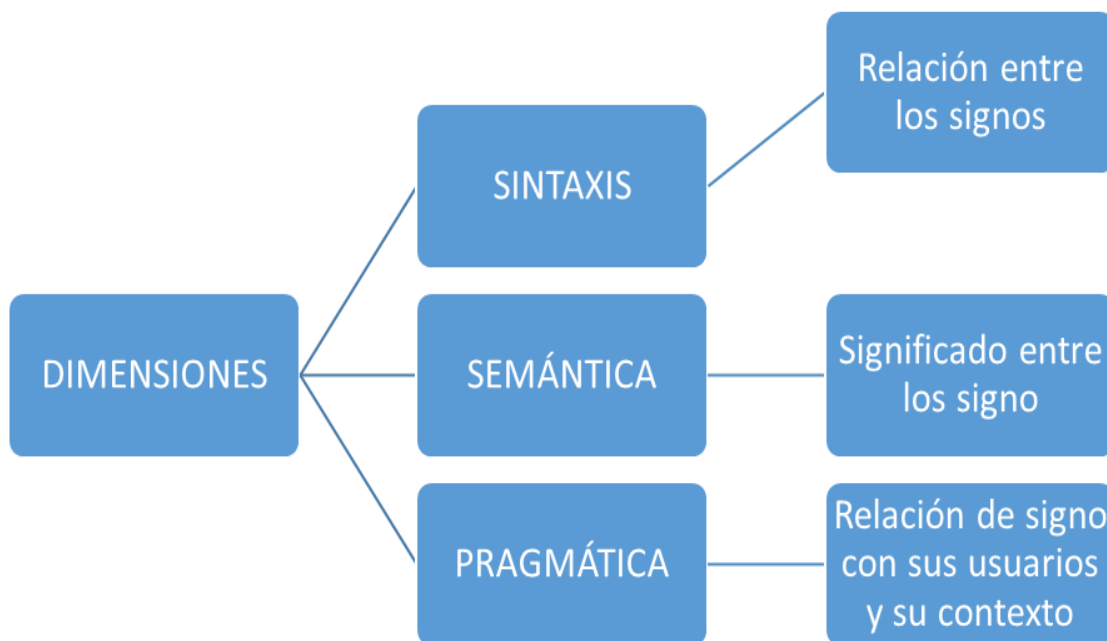 DIMENSIONES
SINTAXIS
Relación entre
los signos
SEMÁNTICA
Significado entre
los signo
PRAGMÁTICA
Relación de signo
con sus usuarios
y su contexto